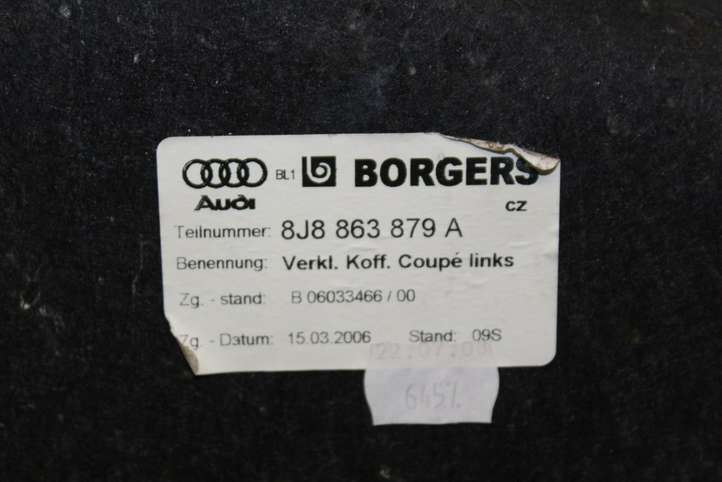 BL1 BORGERS
Audi CZ
Teilnummer: 8J8 863 879 A
Benennung: Verkl. Koff. Coupé links
Zg. - stand: B 06033466 / 00
Zg. - Datum: 15.03.2006 Stand: 09S